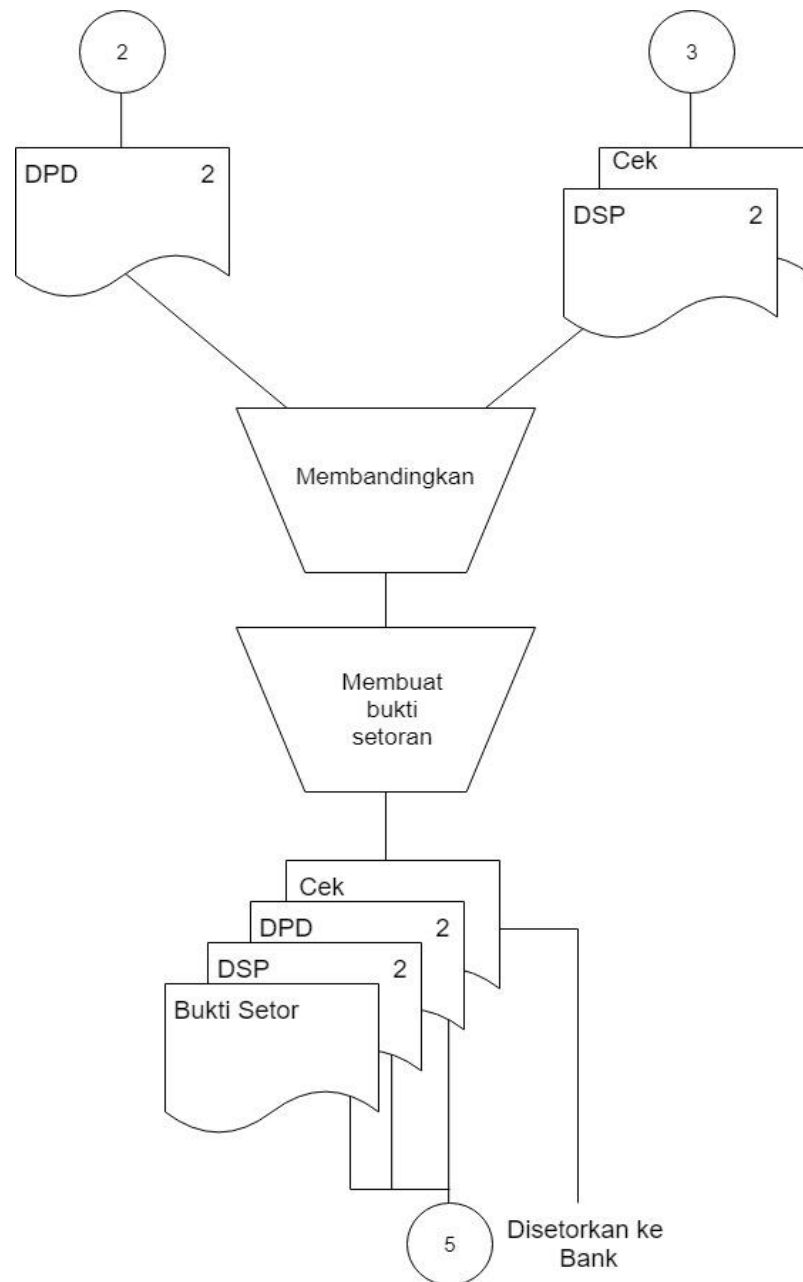 2
3
DPD 2
Cek
DSP 2
Membandingkan
Membuat
bukti
setoran
Cek
DPD 2
DSP 2
Bukti Setor
5
Disetorkan ke
Bank